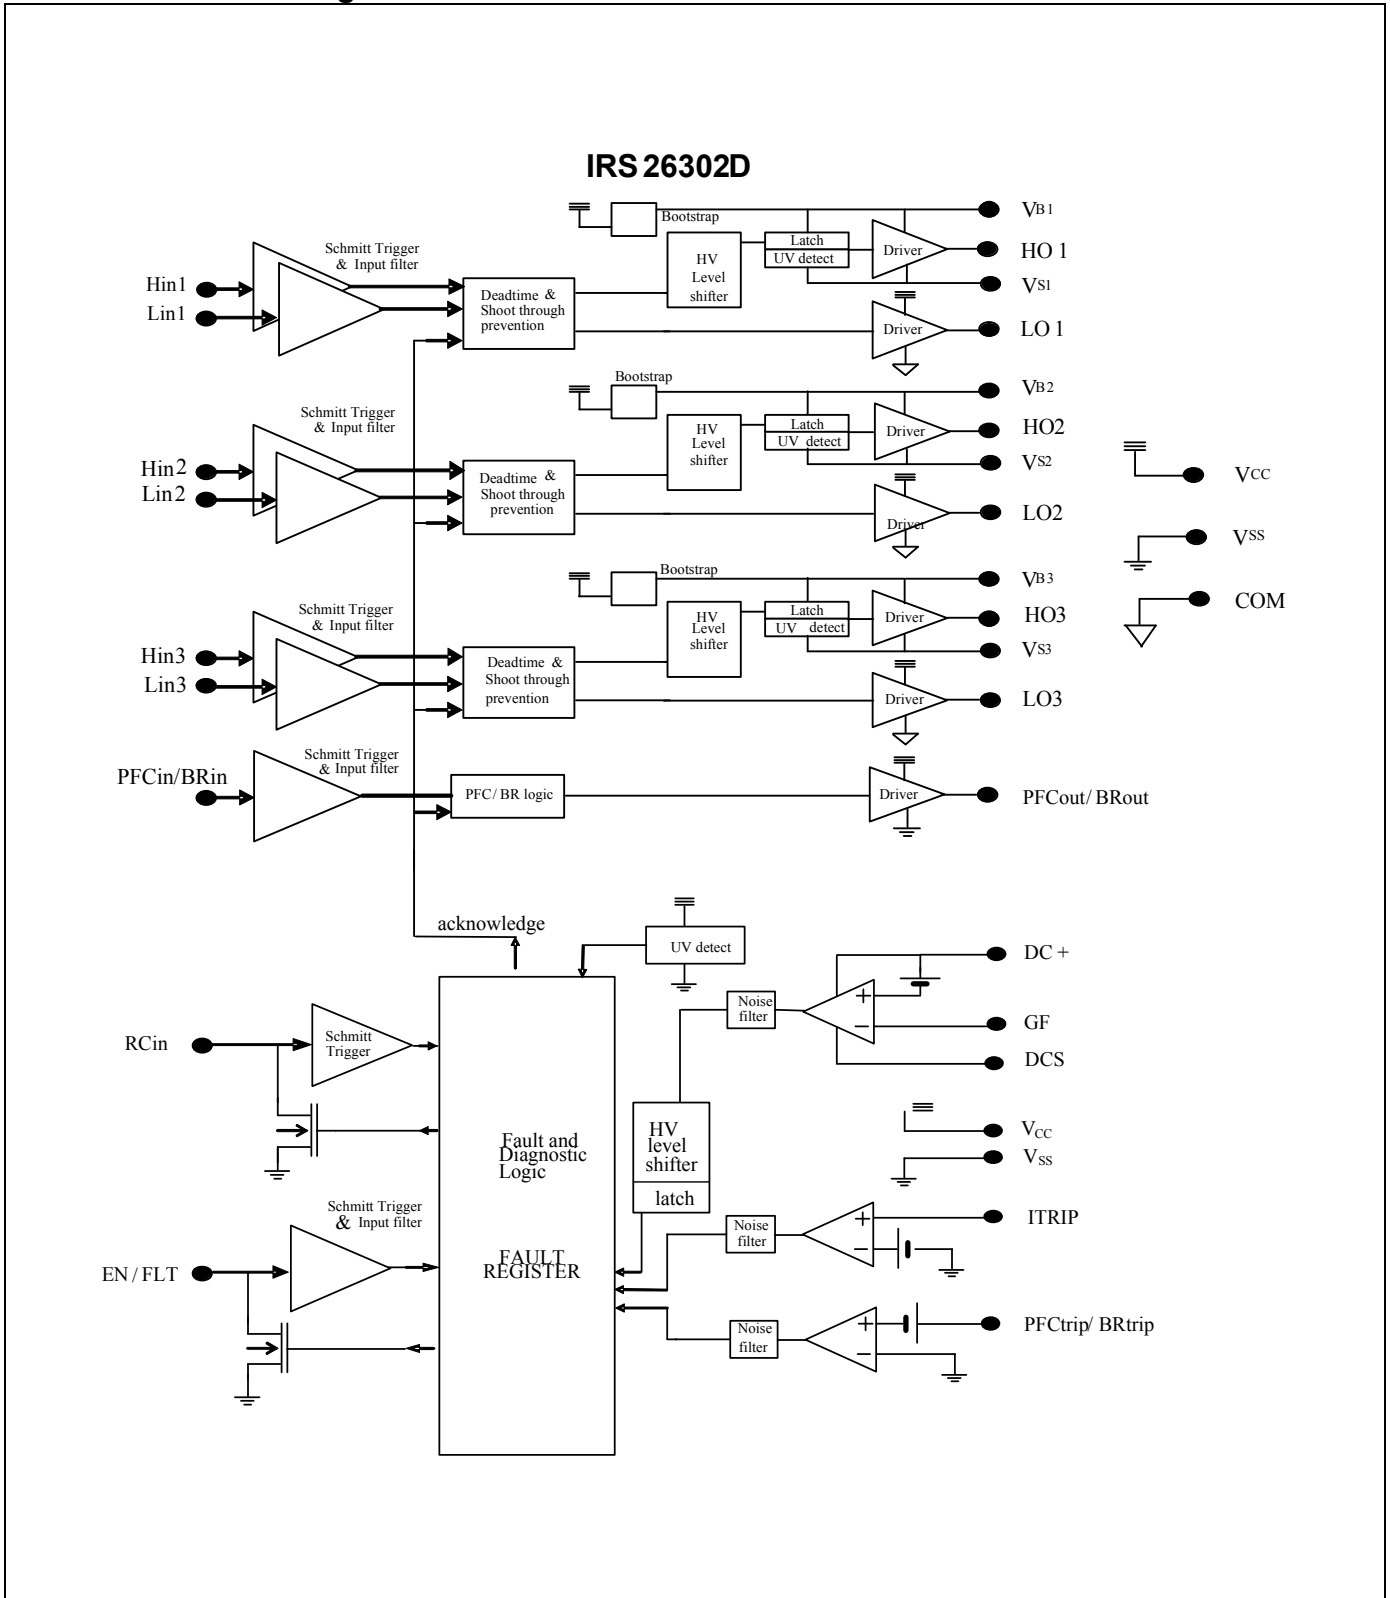 IRS 26302D
Bootstrap
VB1
Schmitt Trigger
& Input filter
Latch
UV detect
Driver
HO 1
HV
Level
shifter
Hin1
Lin1
Deadtime &
Shoot through
prevention
VS1
Driver
LO 1
Bootstrap
VB2
Schmitt Trigger
& Input filter
Latch
UV detect
Driver
HO2
HV
Level
shifter
Hin2
Lin2
Deadtime &
Shoot through
prevention
VS2
Driver
LO2
VCC
VSS
COM
Bootstrap
VB3
Schmitt Trigger
& Input filter
Latch
UV detect
Driver
HO3
HV
Level
shifter
Hin3
Lin3
Deadtime &
Shoot through
prevention
VS3
Driver
LO3
Schmitt Trigger
& Input filter
PFCin/BRin
PFC/ BR logic
Driver
PFCout/ BRout
acknowledge
UV detect
DC +
Noise
filter
+
−
GF
DCS
RCin
Schmitt
Trigger
Fault and
Diagnostic
Logic
HV
level
shifter
latch
VCC
VSS
Schmitt Trigger
& Input filter
Noise
filter
+
−
ITRIP
EN / FLT
FAULT
REGISTER
Noise
filter
+
−
PFCtrip/ BRtrip